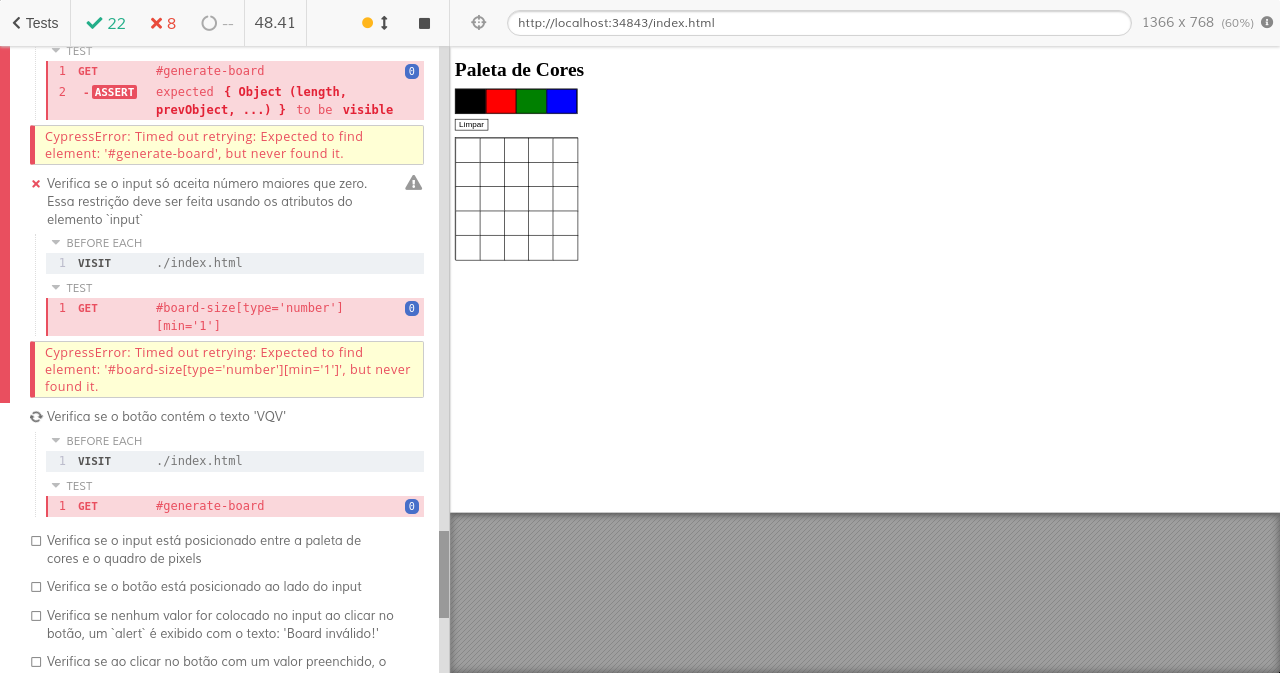 Tests 22 8 -- 48.41 http://localhost:34843/index.html 1366 x 768 (60%)
TEST
1 GET #generate-board 0
2 -ASSERT expected { Object (length,
prevObject, ...) } to be visible
CypressError: Timed out retrying: Expected to find
element: '#generate-board', but never found it.
Verifica se o input só aceita número maiores que zero.
Essa restrição deve ser feita usando os atributos do
elemento `input`
BEFORE EACH
1 VISIT ./index.html
TEST
1 GET #board-size[type='number'] 0
[min='1']
CypressError: Timed out retrying: Expected to find
element: '#board-size[type='number'][min='1']', but never
found it.
Verifica se o botão contém o texto 'VQV'
BEFORE EACH
1 VISIT ./index.html
TEST
1 GET #generate-board 0
Verifica se o input está posicionado entre a paleta de
cores e o quadro de pixels
Verifica se o botão está posicionado ao lado do input
Verifica se nenhum valor for colocado no input ao clicar no
botão, um `alert` é exibido com o texto: 'Board inválido!'
Verifica se ao clicar no botão com um valor preenchido, o
Paleta de Cores
Limpar